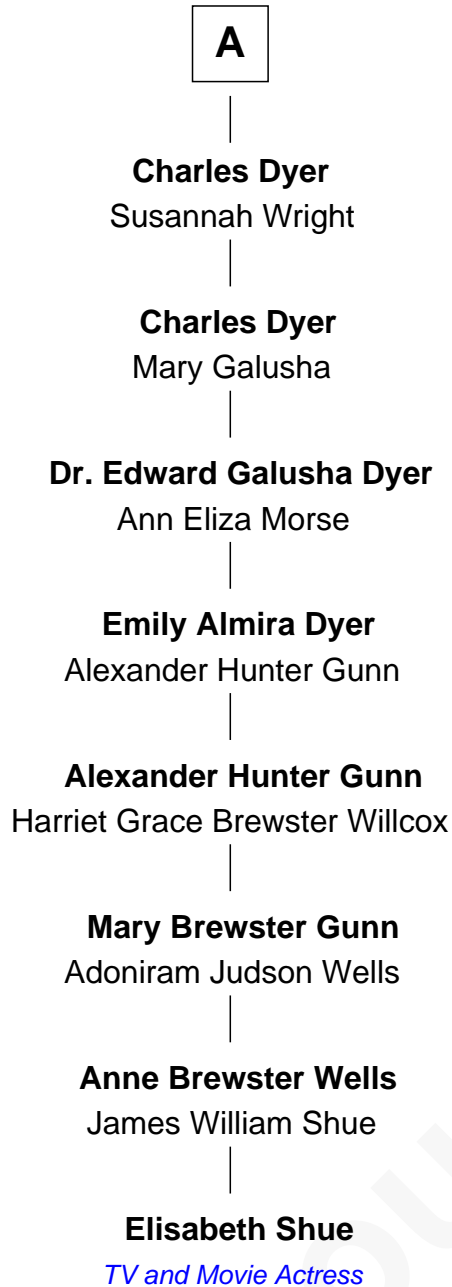 A
Charles Dyer
Susannah Wright
Charles Dyer
Mary Galusha
Dr. Edward Galusha Dyer
Ann Eliza Morse
Emily Almira Dyer
Alexander Hunter Gunn
Alexander Hunter Gunn
Harriet Grace Brewster Willcox
Mary Brewster Gunn
Adoniram Judson Wells
Anne Brewster Wells
James William Shue
Elisabeth Shue
TV and Movie Actress